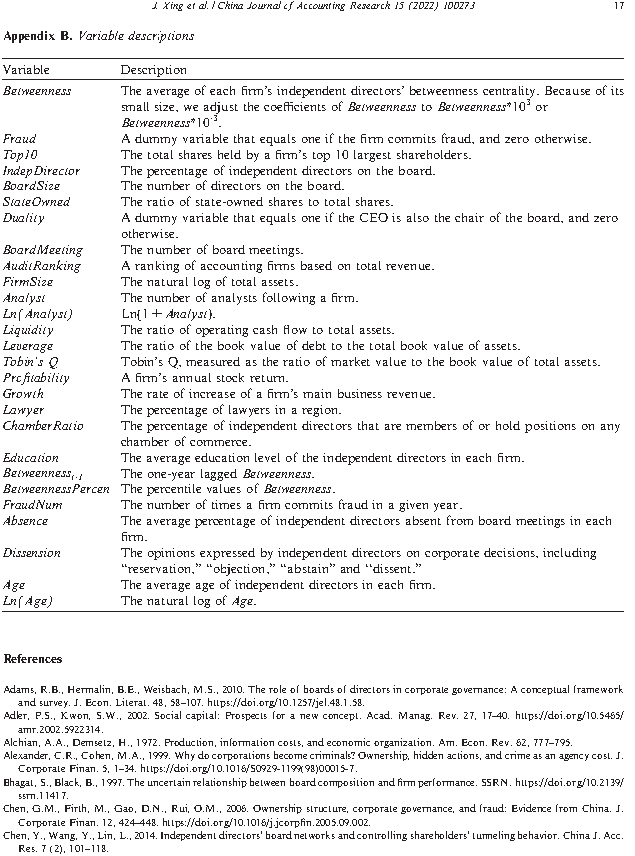 J. Xing et al. / China Journal of Accounting Research 15 (2022) 100273 17
Appendix B. Variable descriptions
Variable Description
Betweenness The average of each firm's independent directors' betweenness centrality. Because of its
small size, we adjust the coefficients of Betweenness to Betweenness*10³ or
Betweenness*10⁻³.
Fraud A dummy variable that equals one if the firm commits fraud, and zero otherwise.
Top10 The total shares held by a firm's top 10 largest shareholders.
IndepDirector The percentage of independent directors on the board.
BoardSize The number of directors on the board.
StateOwned The ratio of state-owned shares to total shares.
Duality A dummy variable that equals one if the CEO is also the chair of the board, and zero
otherwise.
BoardMeeting The number of board meetings.
AuditRanking A ranking of accounting firms based on total revenue.
FirmSize The natural log of total assets.
Analyst The number of analysts following a firm.
Ln(Analyst) Ln(1 + Analyst).
Liquidity The ratio of operating cash flow to total assets.
Leverage The ratio of the book value of debt to the total book value of assets.
Tobin's Q Tobin's Q, measured as the ratio of market value to the book value of total assets.
Profitability A firm's annual stock return.
Growth The rate of increase of a firm's main business revenue.
Lawyer The percentage of lawyers in a region.
ChamberRatio The percentage of independent directors that are members of or hold positions on any
chamber of commerce.
Education The average education level of the independent directors in each firm.
Betweenness_t-1 The one-year lagged Betweenness.
BetweennessPercen The percentile values of Betweenness.
FraudNum The number of times a firm commits fraud in a given year.
Absence The average percentage of independent directors absent from board meetings in each
firm.
Dissension The opinions expressed by independent directors on corporate decisions, including
“reservation,” “objection,” “abstain” and “dissent.”
Age The average age of independent directors in each firm.
Ln(Age) The natural log of Age.
References
Adams, R.B., Hermalin, B.E., Weisbach, M.S., 2010. The role of boards of directors in corporate governance: A conceptual framework
and survey. J. Econ. Literat. 48, 58–107. https://doi.org/10.1257/jel.48.1.58.
Adler, P.S., Kwon, S.W., 2002. Social capital: Prospects for a new concept. Acad. Manag. Rev. 27, 17–40. https://doi.org/10.5465/
amr.2002.5922314.
Alchian, A.A., Demsetz, H., 1972. Production, information costs, and economic organization. Am. Econ. Rev. 62, 777–795.
Alexander, C.R., Cohen, M.A., 1999. Why do corporations become criminals? Ownership, hidden actions, and crime as an agency cost. J.
Corporate Finan. 5, 1–34. https://doi.org/10.1016/S0929-1199(98)00015-7.
Bhagat, S., Black, B., 1997. The uncertain relationship between board composition and firm performance. SSRN. https://doi.org/10.2139/
ssrn.11417.
Chen, G.M., Firth, M., Gao, D.N., Rui, O.M., 2006. Ownership structure, corporate governance, and fraud: Evidence from China. J.
Corporate Finan. 12, 424–448. https://doi.org/10.1016/j.jcorpfin.2005.09.002.
Chen, Y., Wang, Y., Lin, L., 2014. Independent directors' board networks and controlling shareholders' tunneling behavior. China J. Acc.
Res. 7 (2), 101–118.